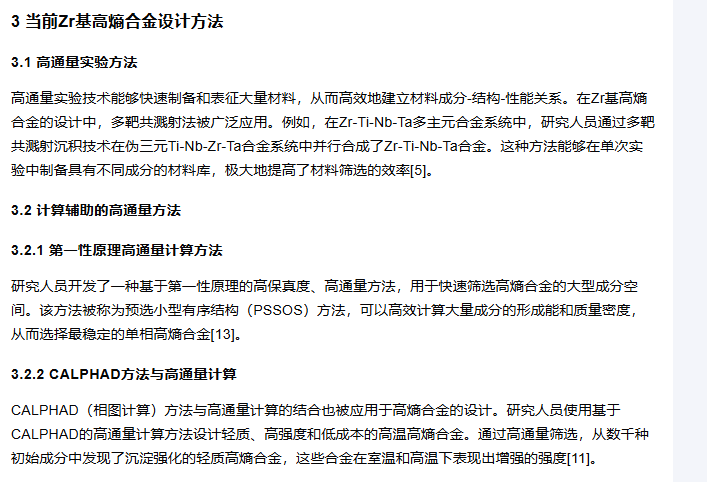 3 当前Zr基高熵合金设计方法
3.1 高通量实验方法
高通量实验技术能够快速制备和表征大量材料，从而高效地建立材料成分-结构-性能关系。在Zr基高熵
合金的设计中，多靶共溅射法被广泛应用。例如，在Zr-Ti-Nb-Ta多主元合金系统中，研究人员通过多靶
共溅射沉积技术在伪三元Ti-Nb-Zr-Ta合金系统中并行合成了Zr-Ti-Nb-Ta合金。这种方法能够在单次实
验中制备具有不同成分的材料库，极大地提高了材料筛选的效率[5]。
3.2 计算辅助的高通量方法
3.2.1 第一性原理高通量计算方法
研究人员开发了一种基于第一性原理的高保真度、高通量方法，用于快速筛选高熵合金的大型成分空
间。该方法被称为预选小型有序结构（PSSOS）方法，可以高效计算大量成分的形成能和质量密度，
从而选择最稳定的单相高熵合金[13]。
3.2.2 CALPHAD方法与高通量计算
CALPHAD（相图计算）方法与高通量计算的结合也被应用于高熵合金的设计。研究人员使用基于
CALPHAD的高通量计算方法设计轻质、高强度和低成本的高温高熵合金。通过高通量筛选，从数千种
初始成分中发现了沉淀强化的轻质高熵合金，这些合金在室温和高温下表现出增强的强度[11]。